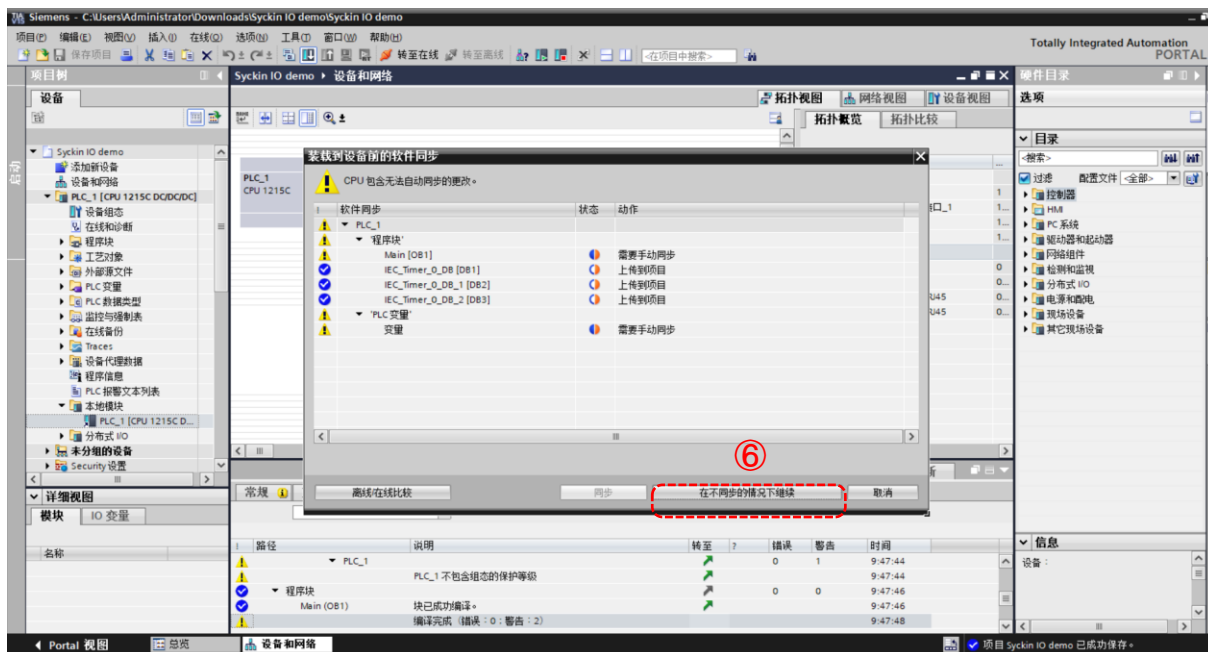 Siemens - C:\Users\Administrator\Downloads\Syckin IO demo\Syckin IO demo
项目(P) 编辑(E) 视图(V) 插入(I) 在线(O) 选项(N) 工具(T) 窗口(W) 帮助(H)
Totally Integrated Automation
PORTAL
保存项目 转至在线 转至离线 <在项目中搜索>
项目树
Syckin IO demo ▸ 设备和网络
硬件目录
设备
拓扑视图 网络视图 设备视图
选项
拓扑概览 拓扑比较
启动
Syckin IO demo
添加新设备
设备和网络
PLC_1 [CPU 1215C DC/DC/DC]
设备组态
在线和诊断
程序块
工艺对象
外部源文件
PLC 变量
PLC 数据类型
监控与强制表
在线备份
Traces
设备代理数据
程序信息
PLC 报警文本列表
本地模块
PLC_1 [CPU 1215C D...
分布式 I/O
未分组的设备
Security 设置
详细视图
模块 IO 变量
名称
PLC_1
CPU 1215C
装载到设备前的软件同步
CPU 包含无法自动同步的更改。
! 软件同步 状态 动作
PLC_1
'程序块'
Main [OB1] 需要手动同步
IEC_Timer_0_DB [DB1] 上传到项目
IEC_Timer_0_DB_1 [DB2] 上传到项目
IEC_Timer_0_DB_2 [DB3] 上传到项目
'PLC 变量'
变量 需要手动同步
⑥
离线/在线比较 同步 在不同步的情况下继续 取消
...
1
口_1 1...
1...
1...
0
0...
U45 0...
U45 0...
常规
! 路径 说明 转至 ? 错误 警告 时间
PLC_1 0 1 9:47:44
PLC_1 不包含组态的保护等级 9:47:44
程序块 0 0 9:47:46
Main (OB1) 块已成功编译。 9:47:46
编译完成（错误：0；警告：2） 9:47:48
目录
<搜索>
过滤 配置文件 <全部>
控制器
HMI
PC 系统
驱动器和起动器
网络组件
检测和监视
分布式 I/O
电源和配电
现场设备
其它现场设备
信息
设备：
Portal 视图 总览 设备和网络
项目 Syckin IO demo 已成功保存。